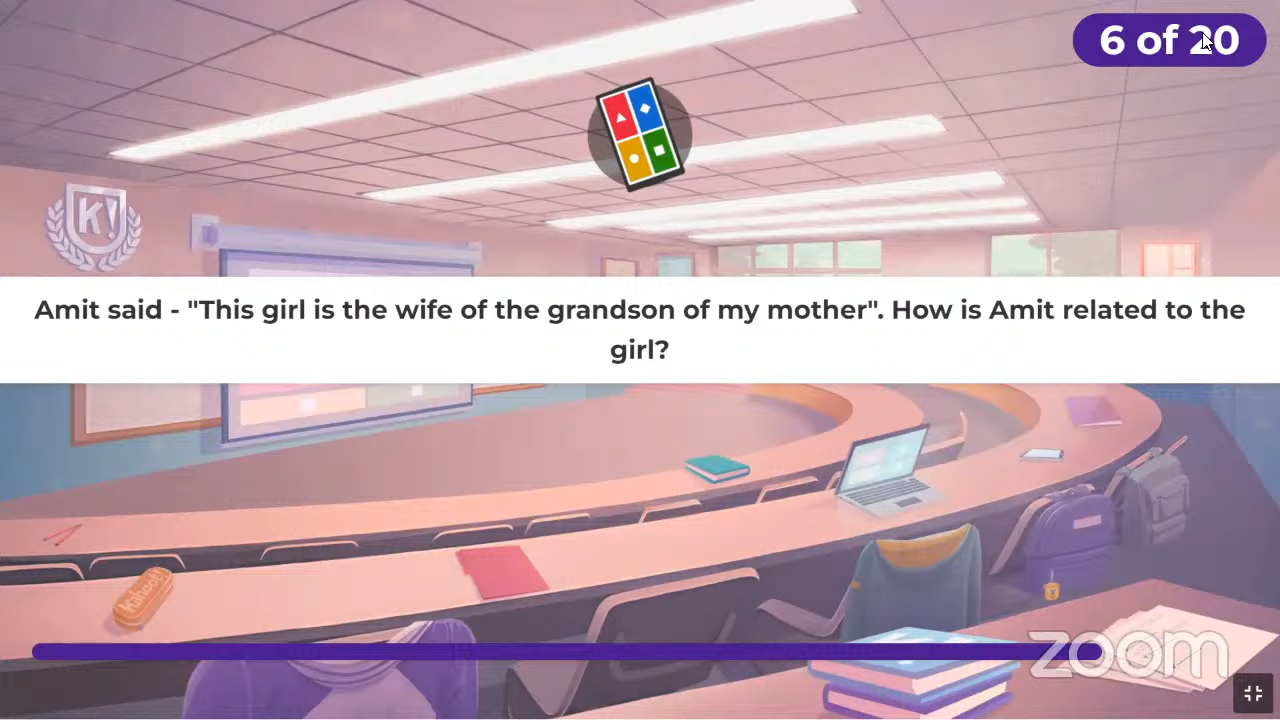 6 of 20
K!
Amit said - "This girl is the wife of the grandson of my mother". How is Amit related to the
girl?
Kahoot!
zoom